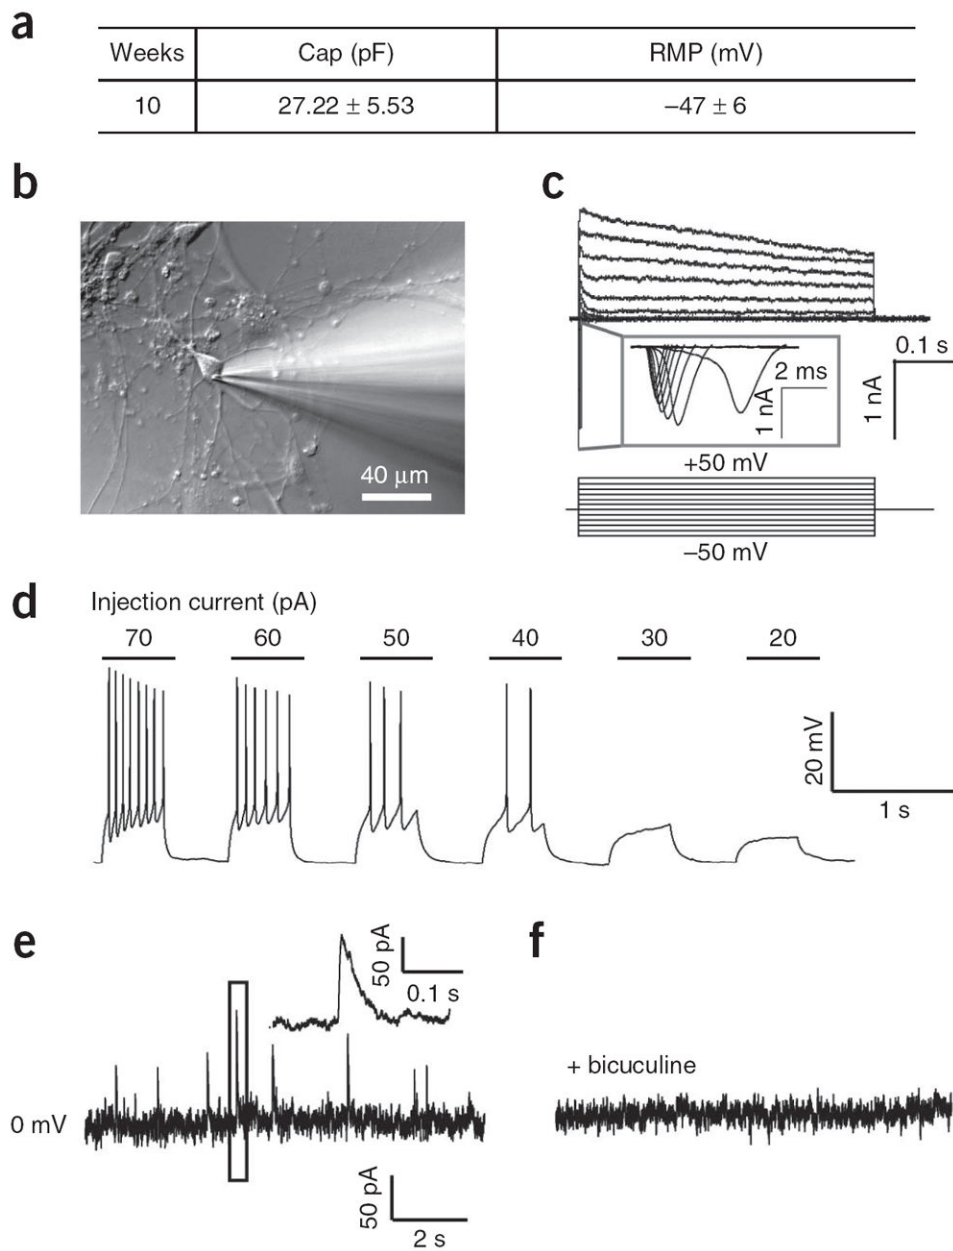 a
Weeks Cap (pF) RMP (mV)
10 27.22 ± 5.53 –47 ± 6
b
40 μm
c
0.1 s
1 nA
2 ms
1 nA
+50 mV
–50 mV
d
Injection current (pA)
70 60 50 40 30 20
20 mV
1 s
e
50 pA
0.1 s
0 mV
50 pA
2 s
f
+ bicuculine